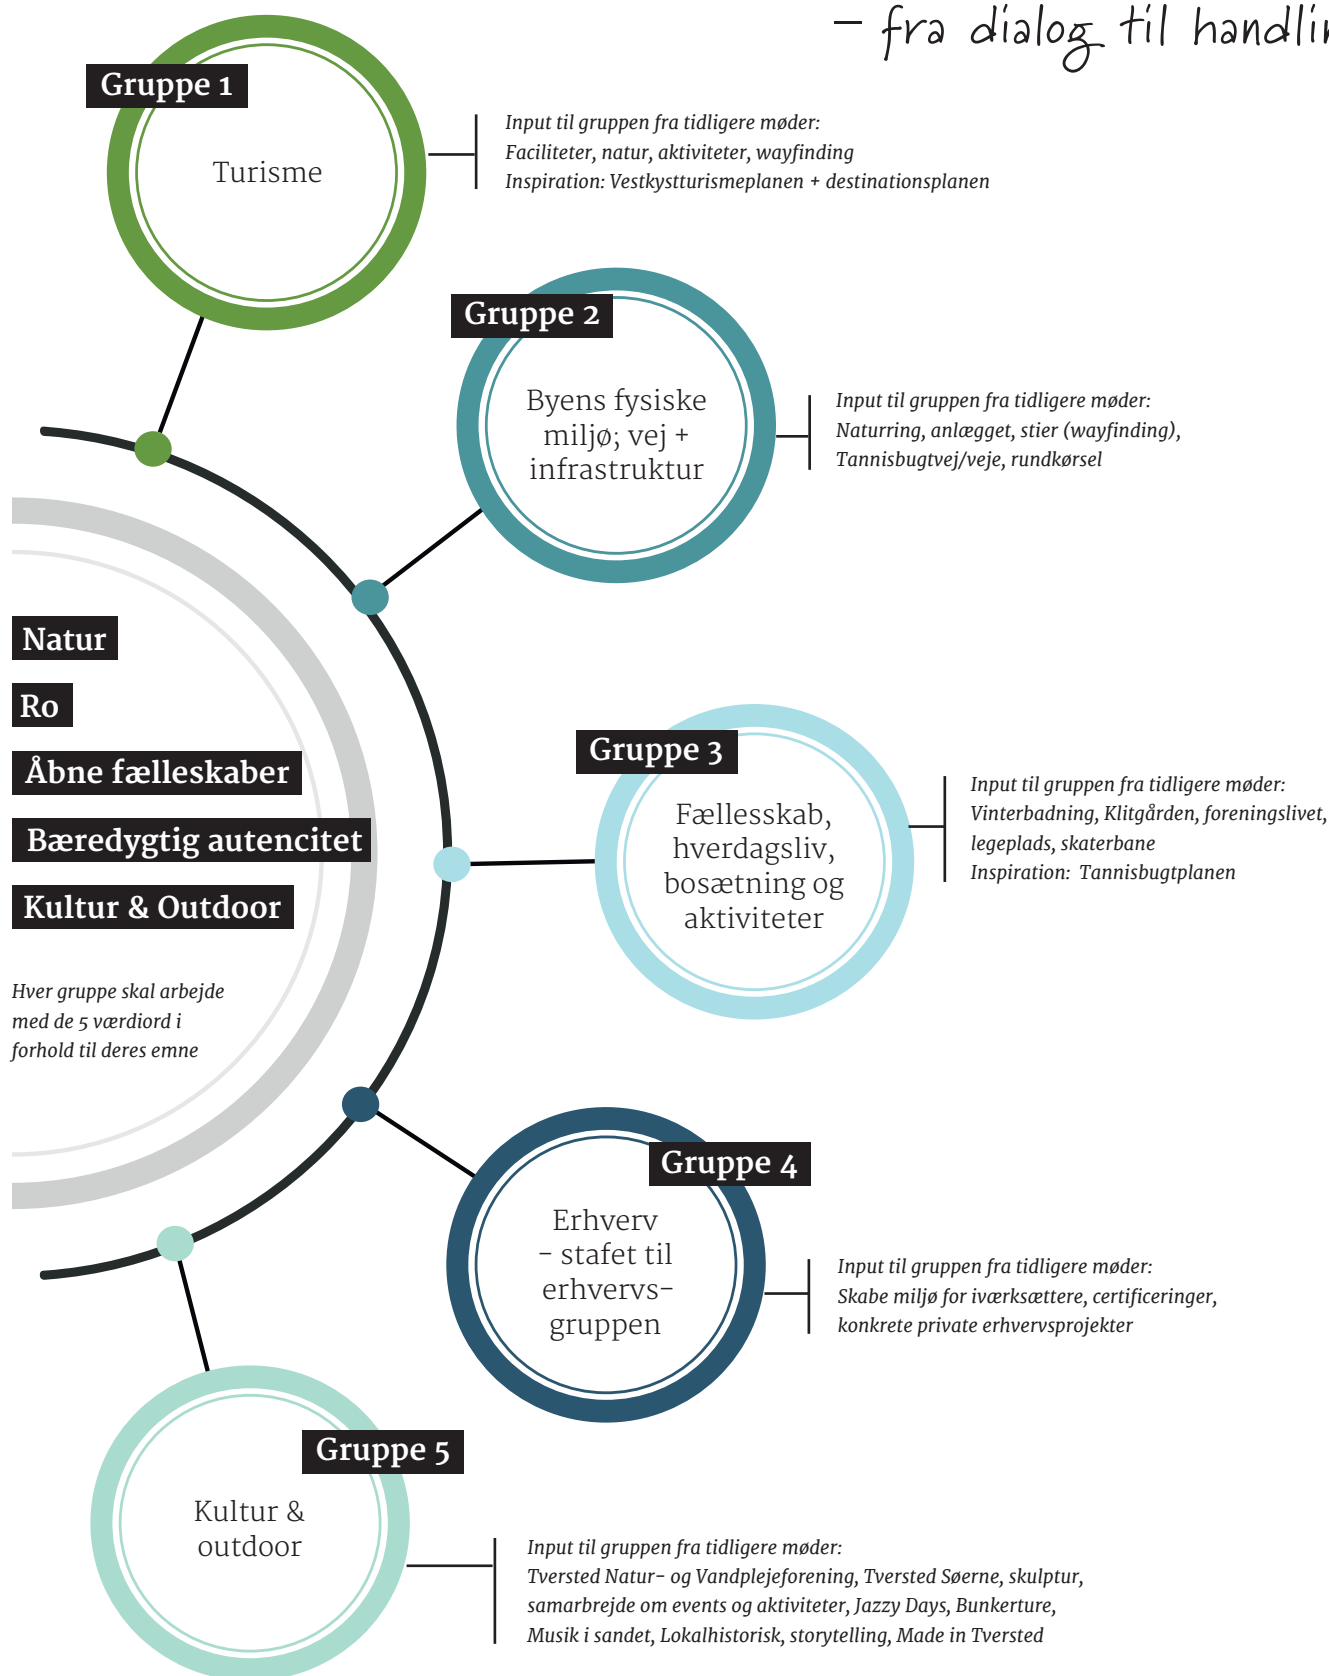 – fra dialog til
Gruppe 1
Turisme
Input til gruppen fra tidligere møder:
Faciliteter, natur, aktiviteter, wayfinding
Inspiration: Vestkystturismeplanen + destinationsplanen
Gruppe 2
Byens fysiske
miljø; vej +
infrastruktur
Input til gruppen fra tidligere møder:
Naturring, anlægget, stier (wayfinding),
Tannisbugtvej/veje, rundkørsel
Natur
Ro
Åbne fælleskaber
Bæredygtig autencitet
Kultur & Outdoor
Hver gruppe skal arbejde
med de 5 værdiord i
forhold til deres emne
Gruppe 3
Fællesskab,
hverdagsliv,
bosætning og
aktiviteter
Input til gruppen fra tidligere møder:
Vinterbadning, Klitgården, foreningslivet,
legeplads, skaterbane
Inspiration: Tannisbugtplanen
Gruppe 4
Erhverv
- stafet til
erhvervs-
gruppen
Input til gruppen fra tidligere møder:
Skabe miljø for iværksættere, certificeringer,
konkrete private erhvervsprojekter
Gruppe 5
Kultur &
outdoor
Input til gruppen fra tidligere møder:
Tversted Natur- og Vandplejeforening, Tversted Søerne, skulptur,
samarbrejde om events og aktiviteter, Jazzy Days, Bunkerture,
Musik i sandet, Lokalhistorisk, storytelling, Made in Tversted